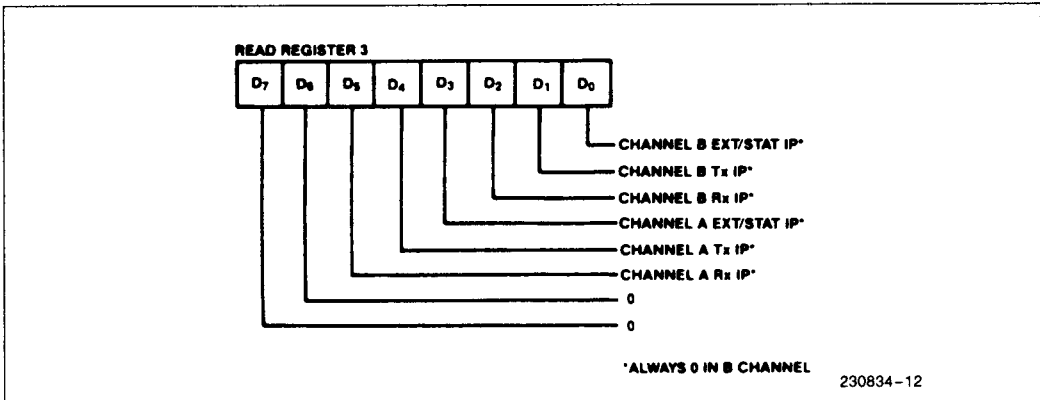 READ REGISTER 3
D7 D6 D5 D4 D3 D2 D1 D0
CHANNEL B EXT/STAT IP*
CHANNEL B Tx IP*
CHANNEL B Rx IP*
CHANNEL A EXT/STAT IP*
CHANNEL A Tx IP*
CHANNEL A Rx IP*
0
0
*ALWAYS 0 IN B CHANNEL
230834-12